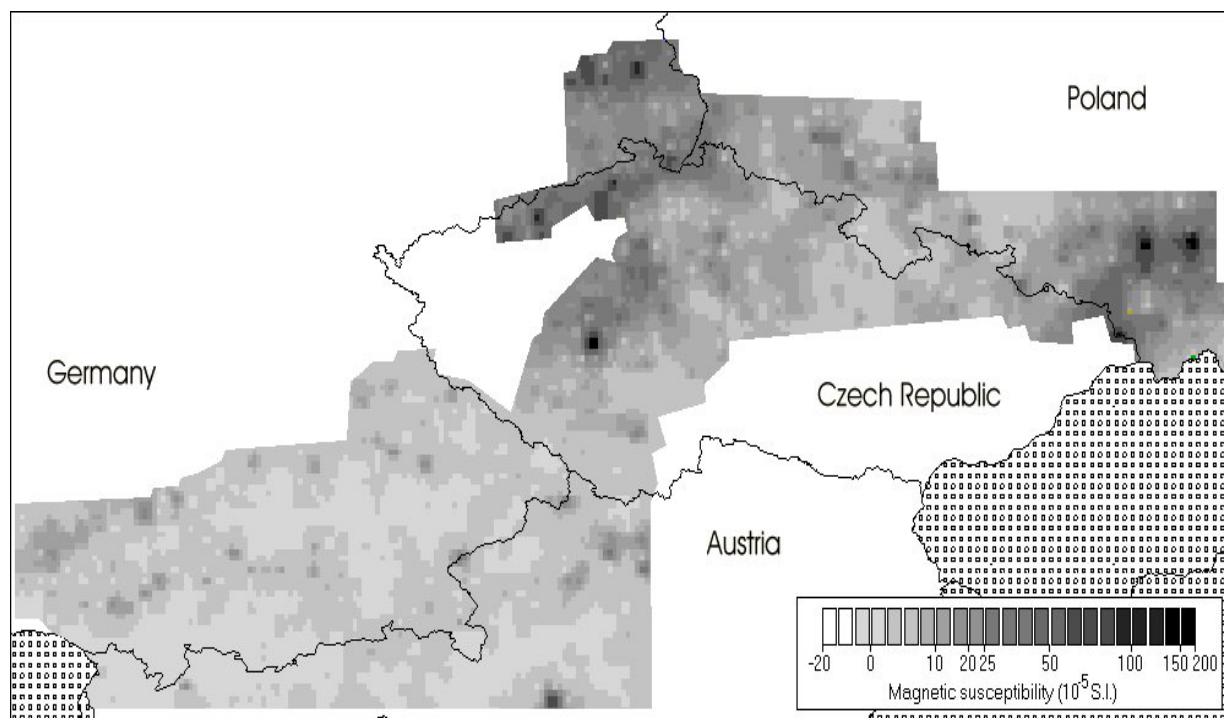 Poland
Germany
Czech Republic
Austria
-20 0 10 20 25 50 100 150 200
Magnetic susceptibility (10⁻⁵ S.I.)